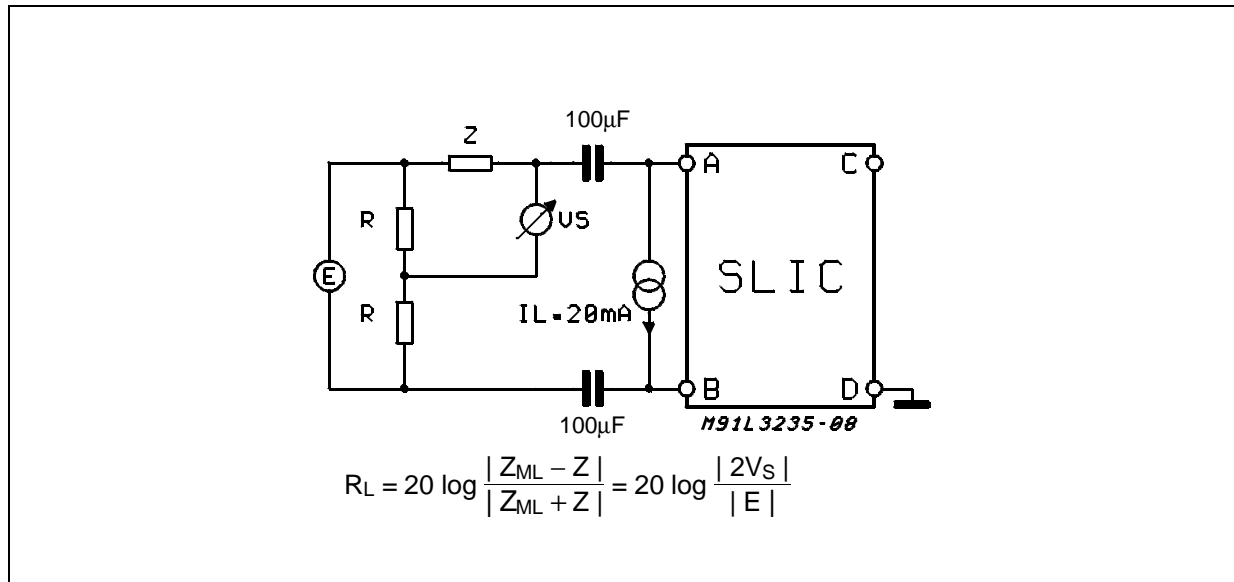 100μF
Z
A
C
R
VS
E
SLIC
R
IL=20mA
B
D
100μF
M91L3235-08
RL = 20 log | ZML − Z | / | ZML + Z | = 20 log | 2VS | / | E |